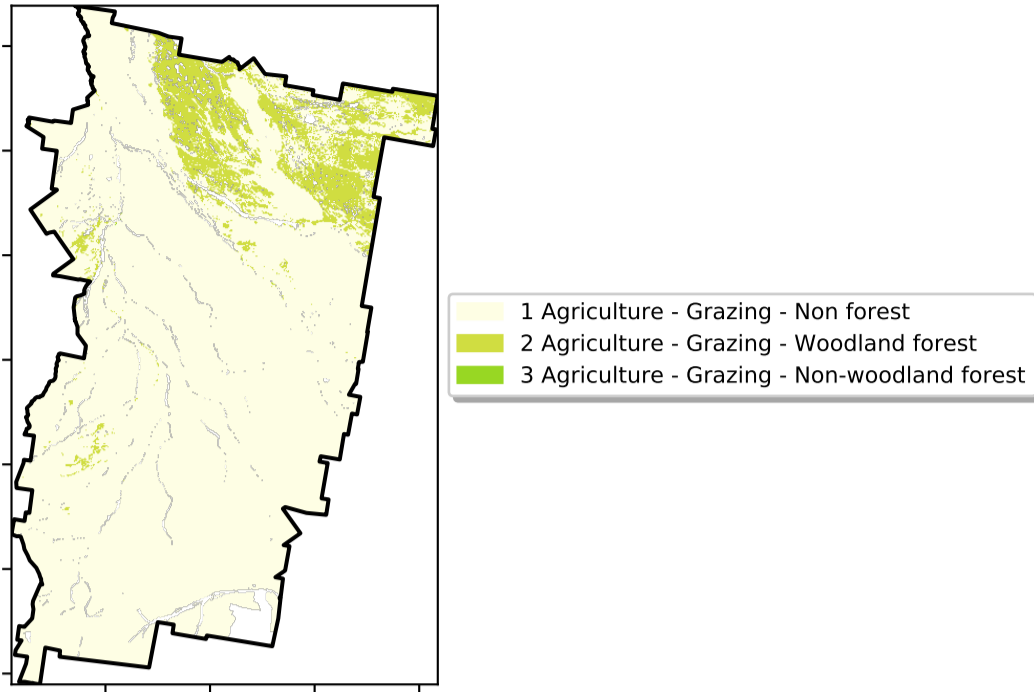 1 Agriculture - Grazing - Non forest
2 Agriculture - Grazing - Woodland forest
3 Agriculture - Grazing - Non-woodland forest